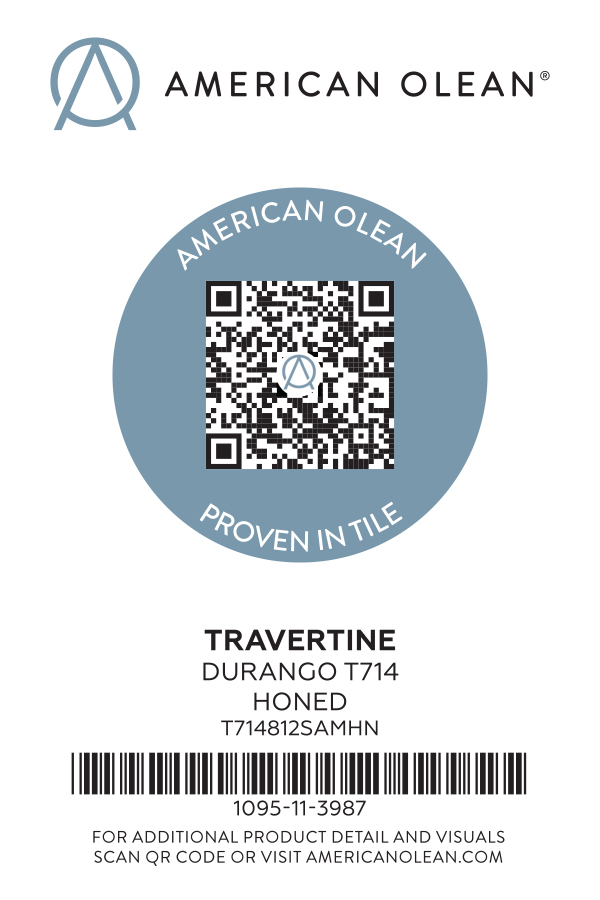 AMERICAN OLEAN®
AMERICAN OLEAN
PROVEN IN TILE
TRAVERTINE
DURANGO T714
HONED
T714812SAMHN
1095-11-3987
FOR ADDITIONAL PRODUCT DETAIL AND VISUALS
SCAN QR CODE OR VISIT AMERICANOLEAN.COM